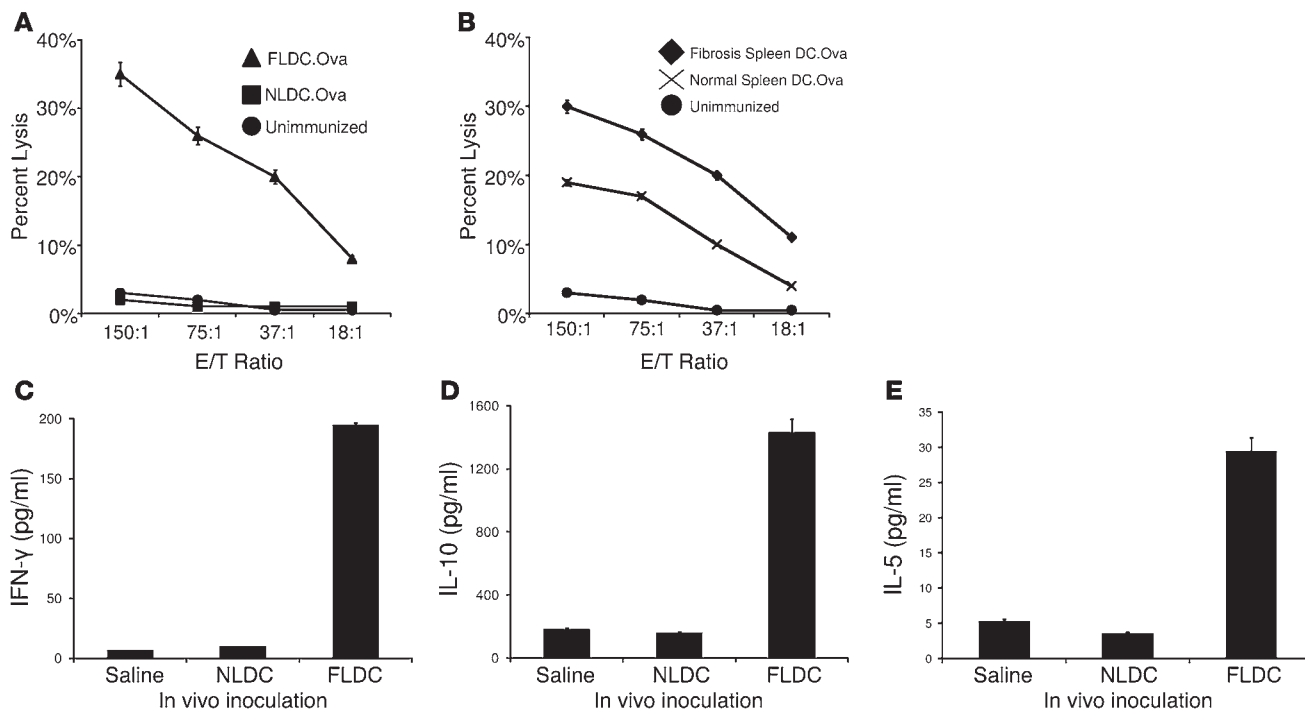 A
40%
30%
20%
10%
0%
Percent Lysis
FLDC.Ova
NLDC.Ova
Unimmunized
150:1 75:1 37:1 18:1
E/T Ratio
B
40%
30%
20%
10%
0%
Percent Lysis
Fibrosis Spleen DC.Ova
Normal Spleen DC.Ova
Unimmunized
150:1 75:1 37:1 18:1
E/T Ratio
C
200
150
100
50
0
IFN-γ (pg/ml)
Saline NLDC FLDC
In vivo inoculation
D
1600
1200
800
400
0
IL-10 (pg/ml)
Saline NLDC FLDC
In vivo inoculation
E
35
30
25
20
15
10
5
0
IL-5 (pg/ml)
Saline NLDC FLDC
In vivo inoculation